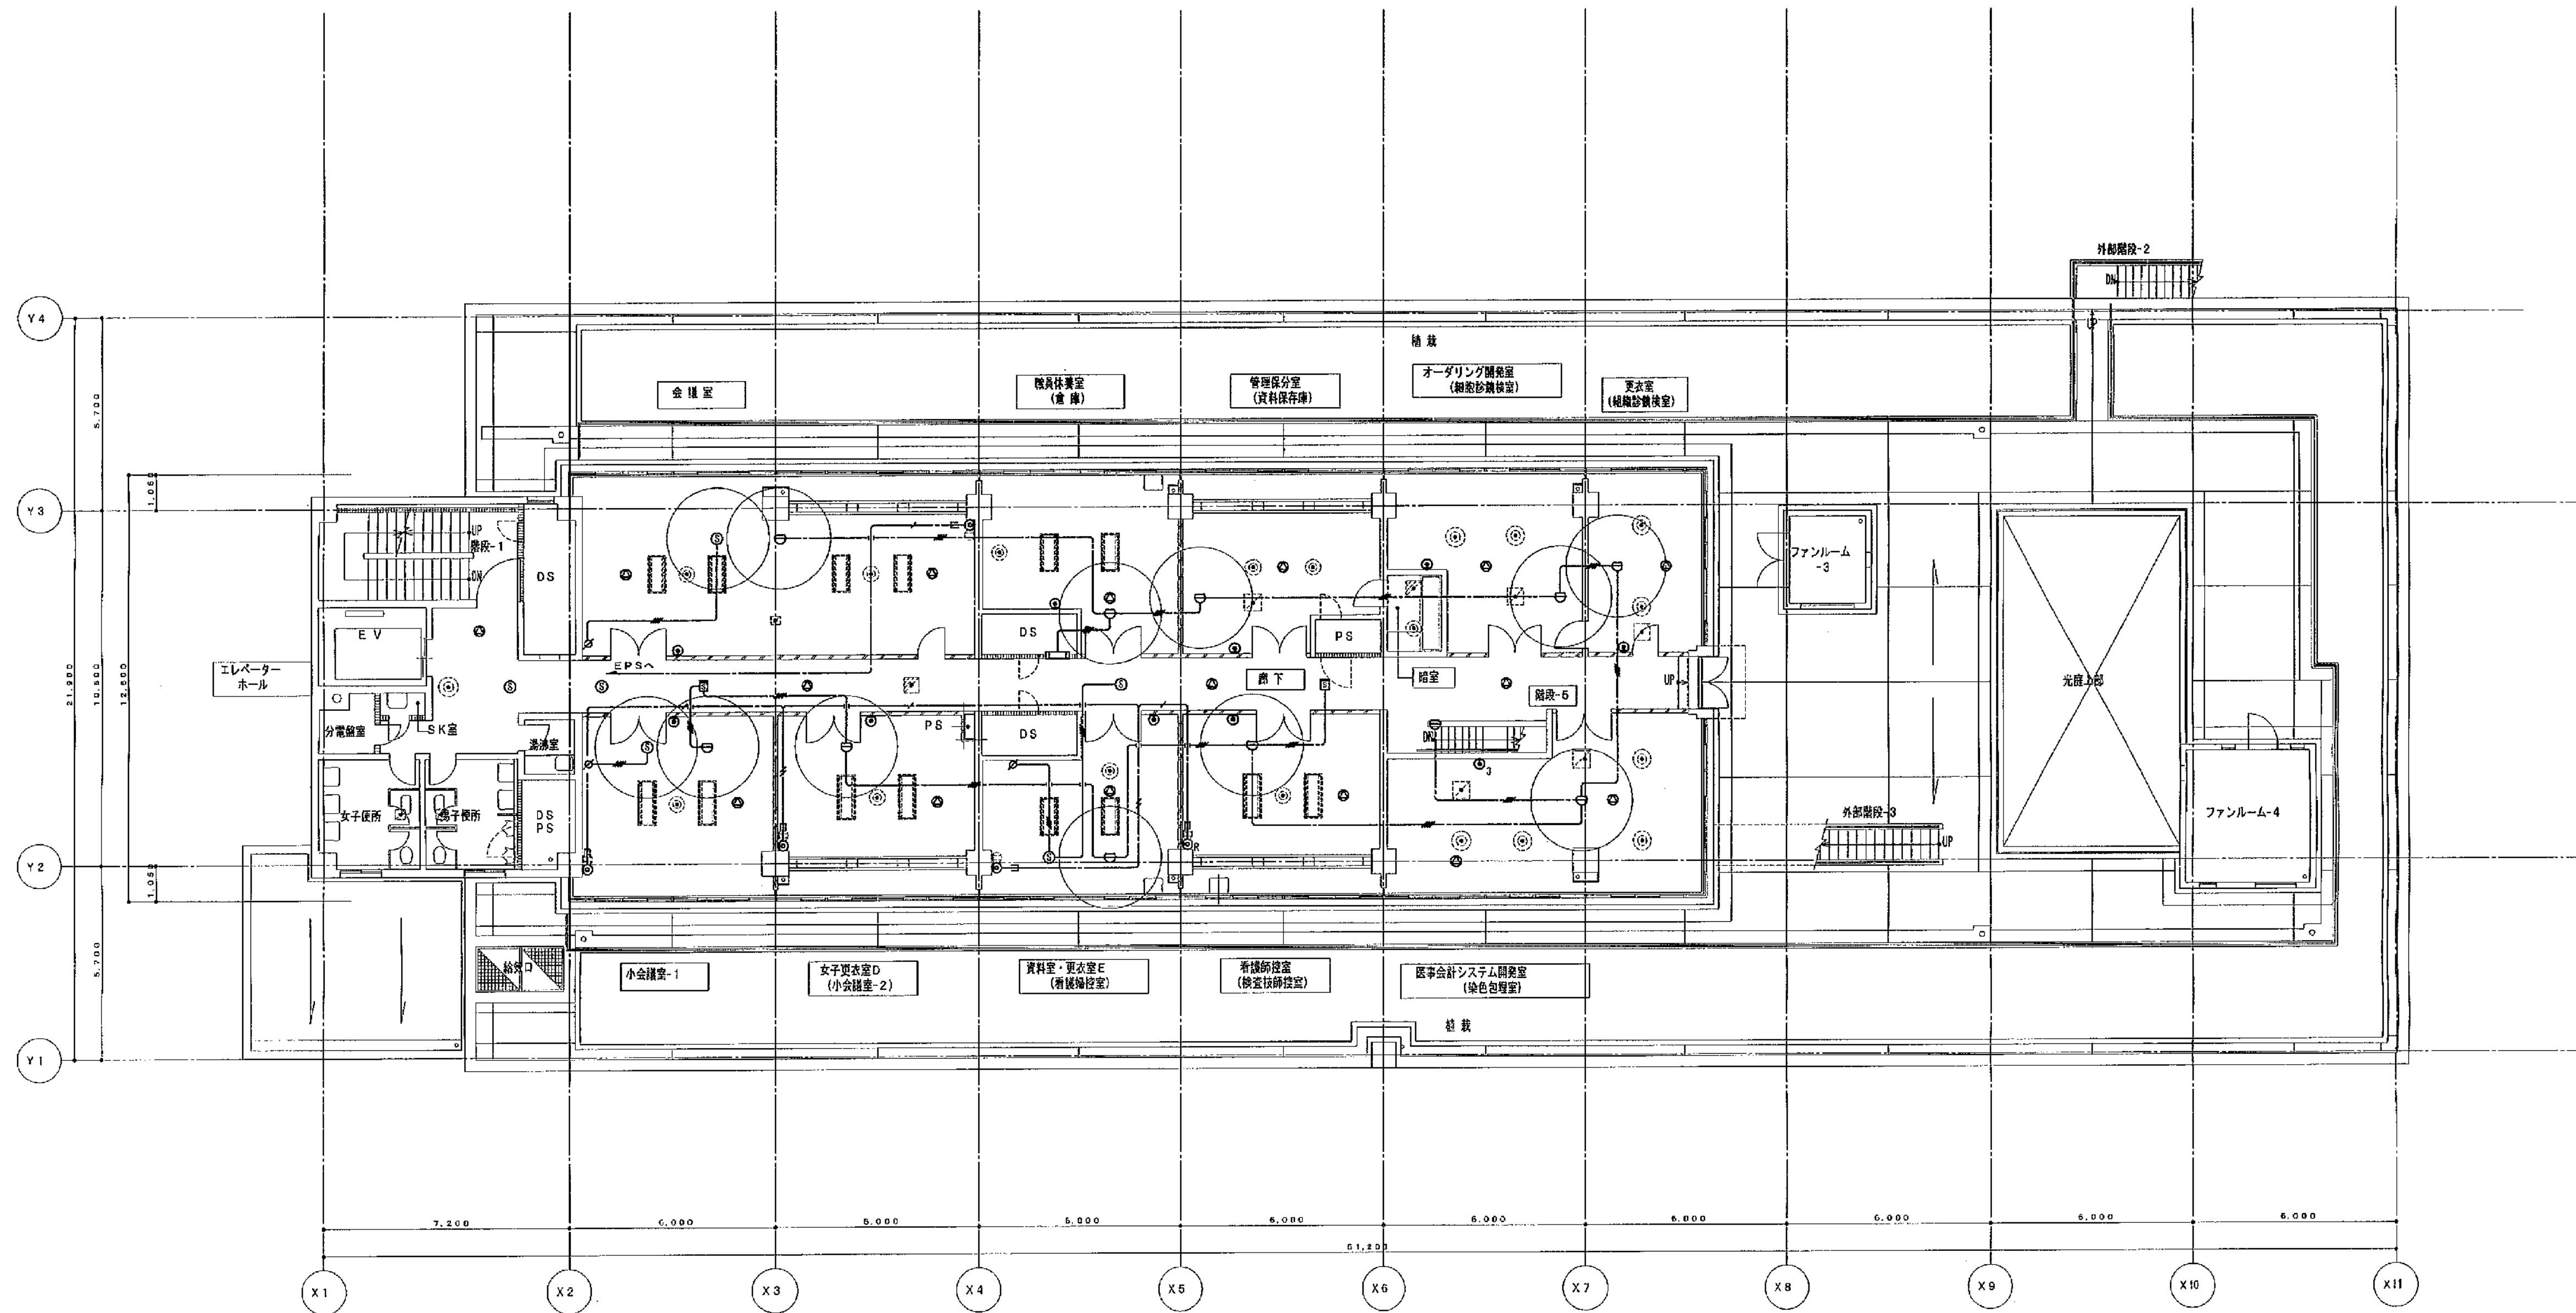 外部階段-2
DN
UP
Y4
植栽
会議室
職員休養室
(倉庫)
管理保分室
(資料保存庫)
オーダリング開発室
(細胞診鏡検室)
更衣室
(組織診鏡検室)
5,700
Y3
UP
階段-1
DN
DS
ファンルーム
-3
EV
DS
PS
エレベーター
ホール
EPSへ
廊下
暗室
階段-5
UP
光庭上部
21,900
10,500
12,600
分電盤室
SK室
湯沸室
PS
DS
DN
3
女子便所
男子便所
DS
PS
外部階段-3
UP
ファンルーム-4
R
Y2
5,700
給気口
小会議室-1
女子更衣室D
(小会議室-2)
資料室・更衣室E
(看護婦控室)
看護師控室
(検査技師控室)
医事会計システム開発室
(染色包埋室)
植栽
Y1
7,200
6,000
6,000
6,000
6,000
6,000
6,000
6,000
6,000
6,000
61,200
X1
X2
X3
X4
X5
X6
X7
X8
X9
X10
X11